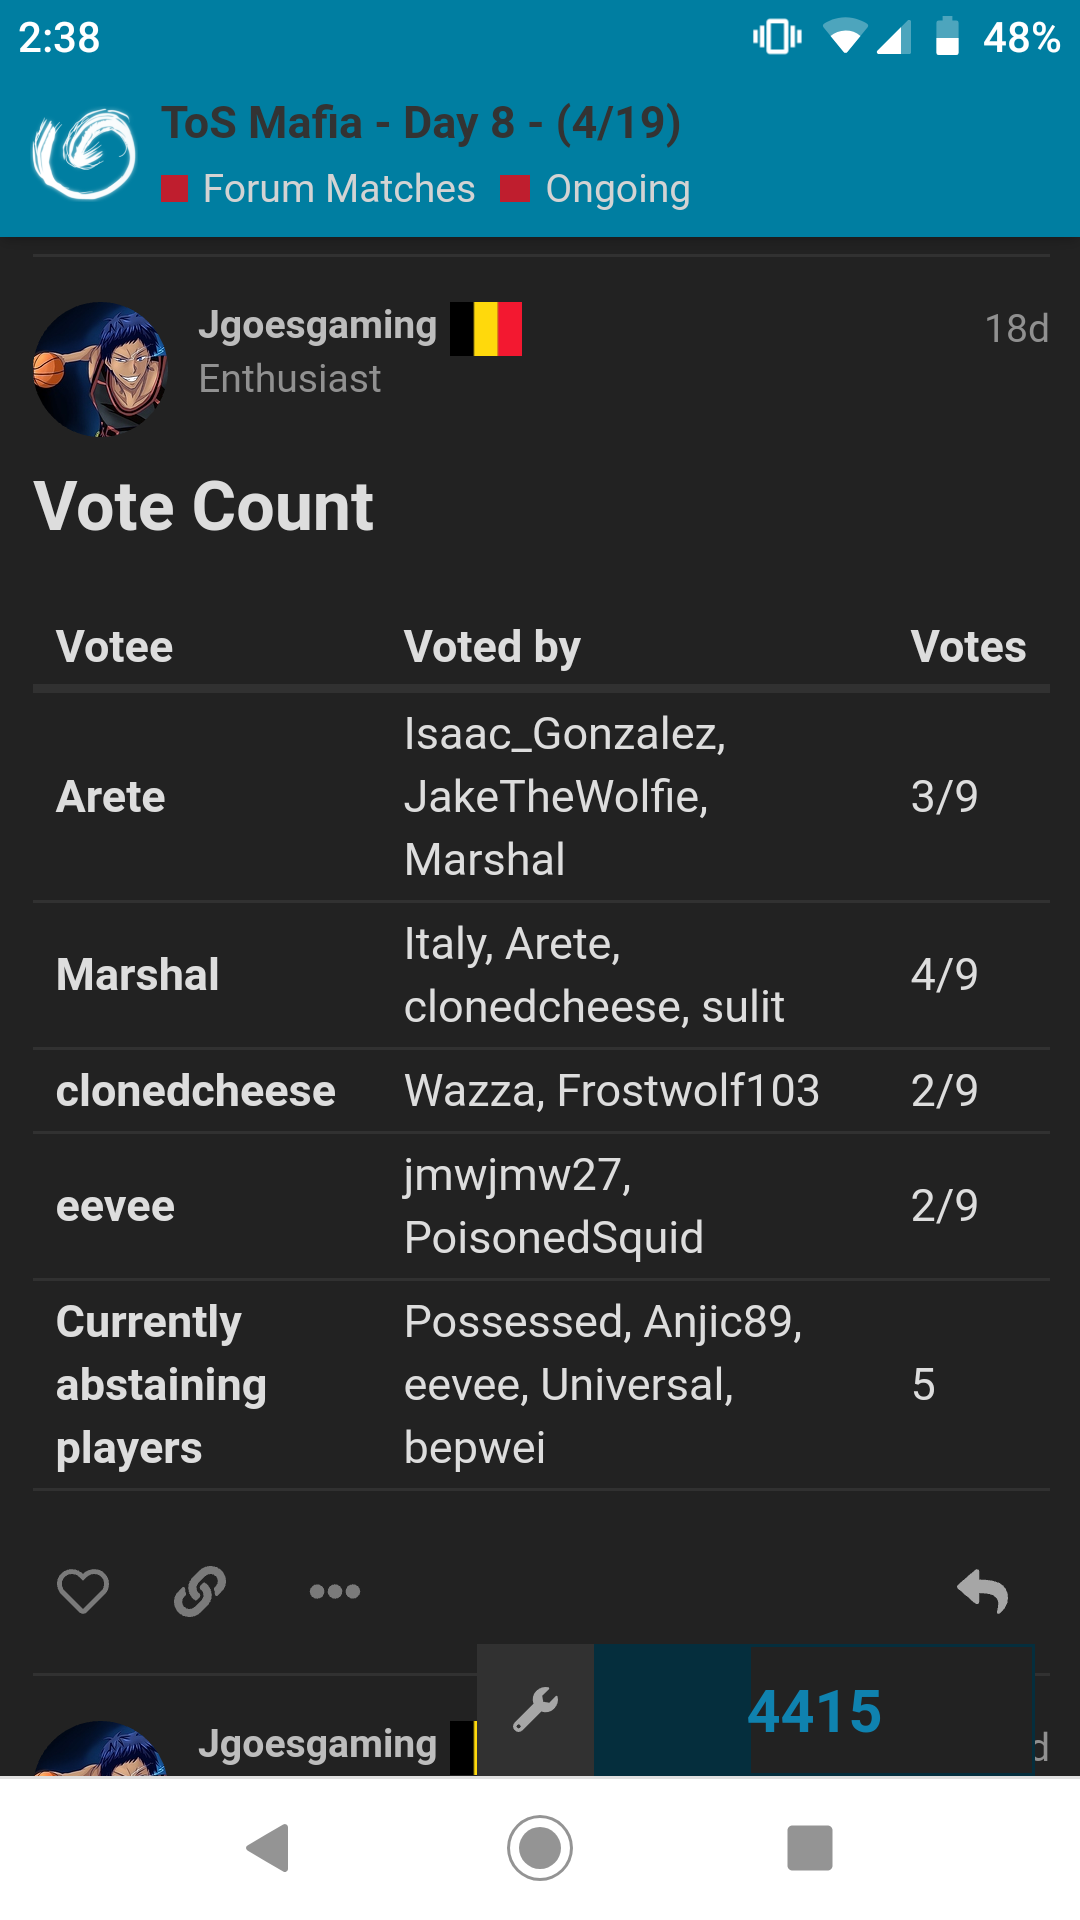 2:38
48%
ToS Mafia - Day 8 - (4/19)
Forum Matches Ongoing
Jgoesgaming
18d
Enthusiast
Vote Count
Votee Voted by Votes
Arete
Isaac_Gonzalez,
JakeTheWolfie,
Marshal
3/9
Marshal
Italy, Arete,
clonedcheese, sulit
4/9
clonedcheese Wazza, Frostwolf103 2/9
eevee
jmwjmw27,
PoisonedSquid
2/9
Currently
abstaining
players
Possessed, Anjic89,
eevee, Universal,
bepwei
5
4415
Jgoesgaming
d